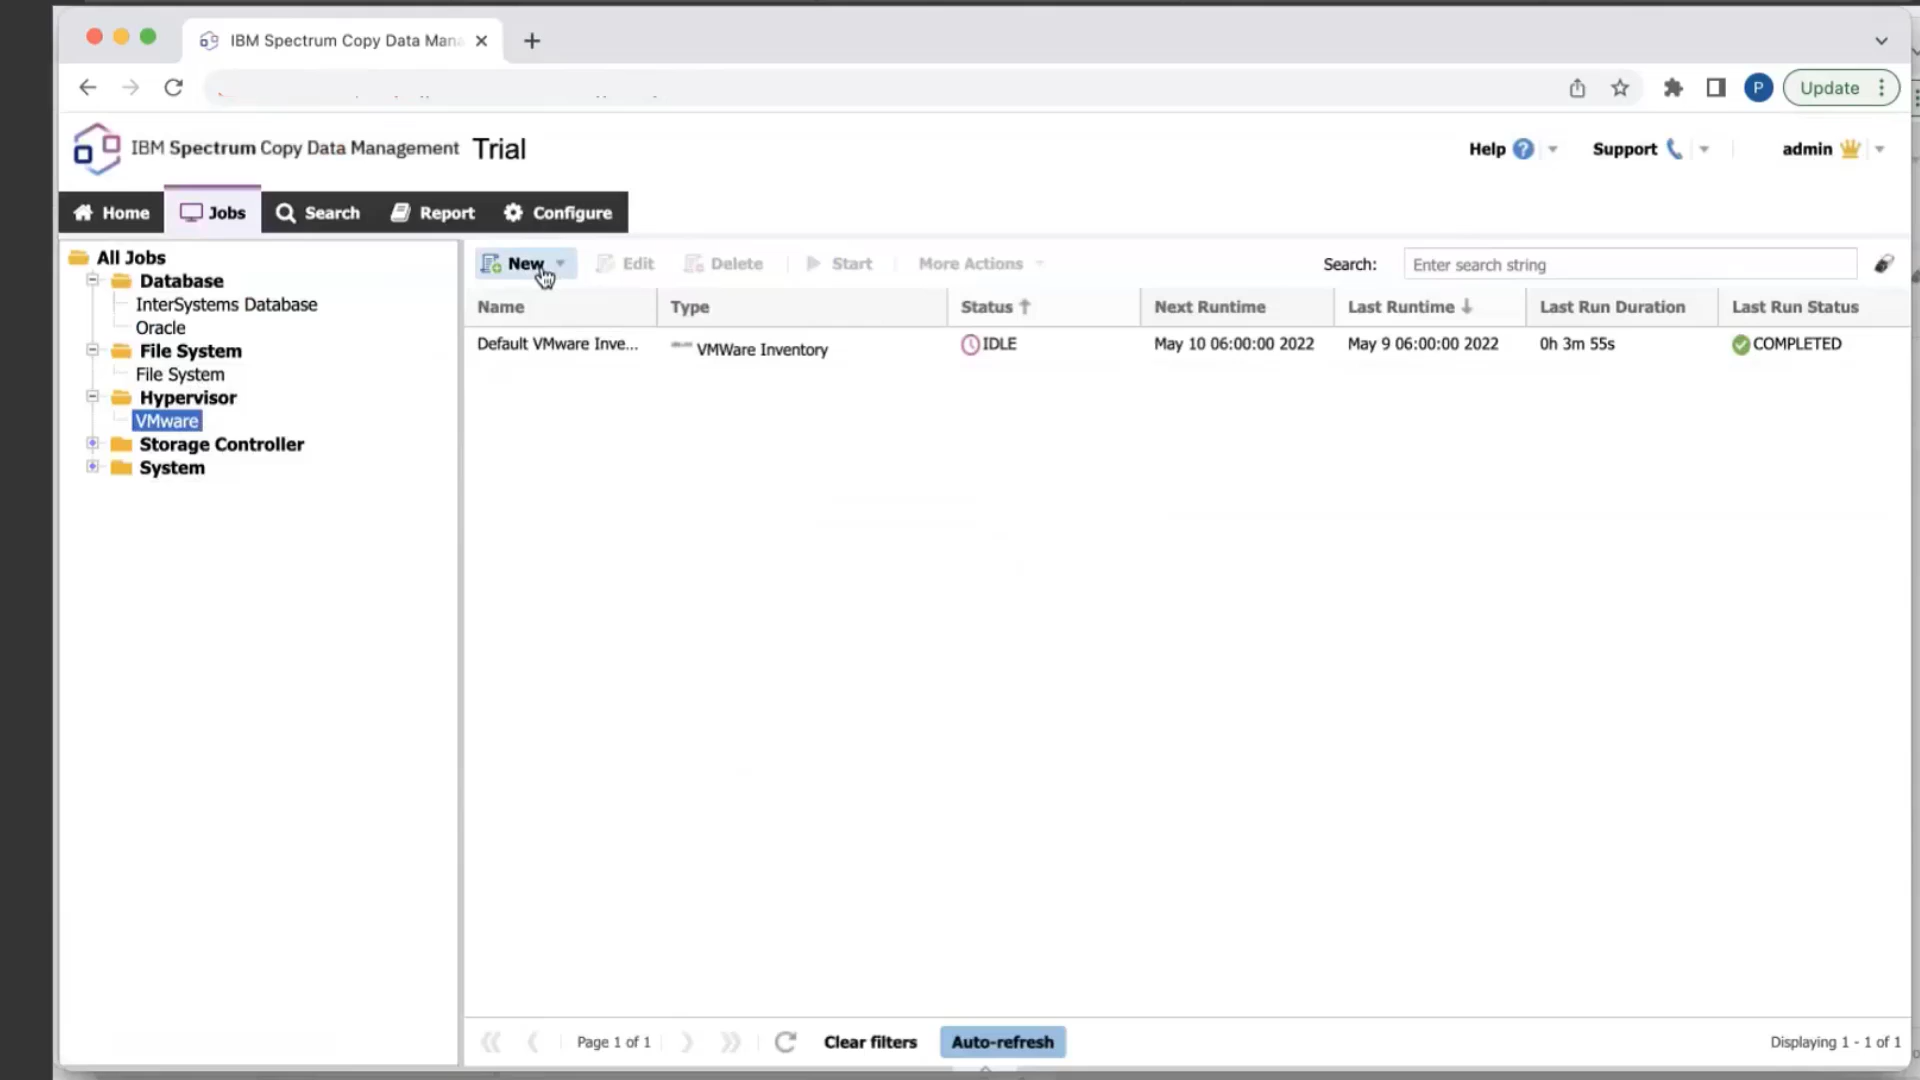 IBM Spectrum Copy Data Mana
P
Update
IBM Spectrum Copy Data Management Trial
Help ?
Support
admin
Home
Jobs
Search
Report
Configure
All Jobs
Database
InterSystems Database
Oracle
File System
File System
Hypervisor
VMware
Storage Controller
System
New
Edit
Delete
Start
More Actions
Search:
Enter search string
Name
Type
Status
Next Runtime
Last Runtime
Last Run Duration
Last Run Status
Default VMware Inve...
VMWare Inventory
IDLE
May 10 06:00:00 2022
May 9 06:00:00 2022
0h 3m 55s
COMPLETED
Page 1 of 1
Clear filters
Auto-refresh
Displaying 1 - 1 of 1